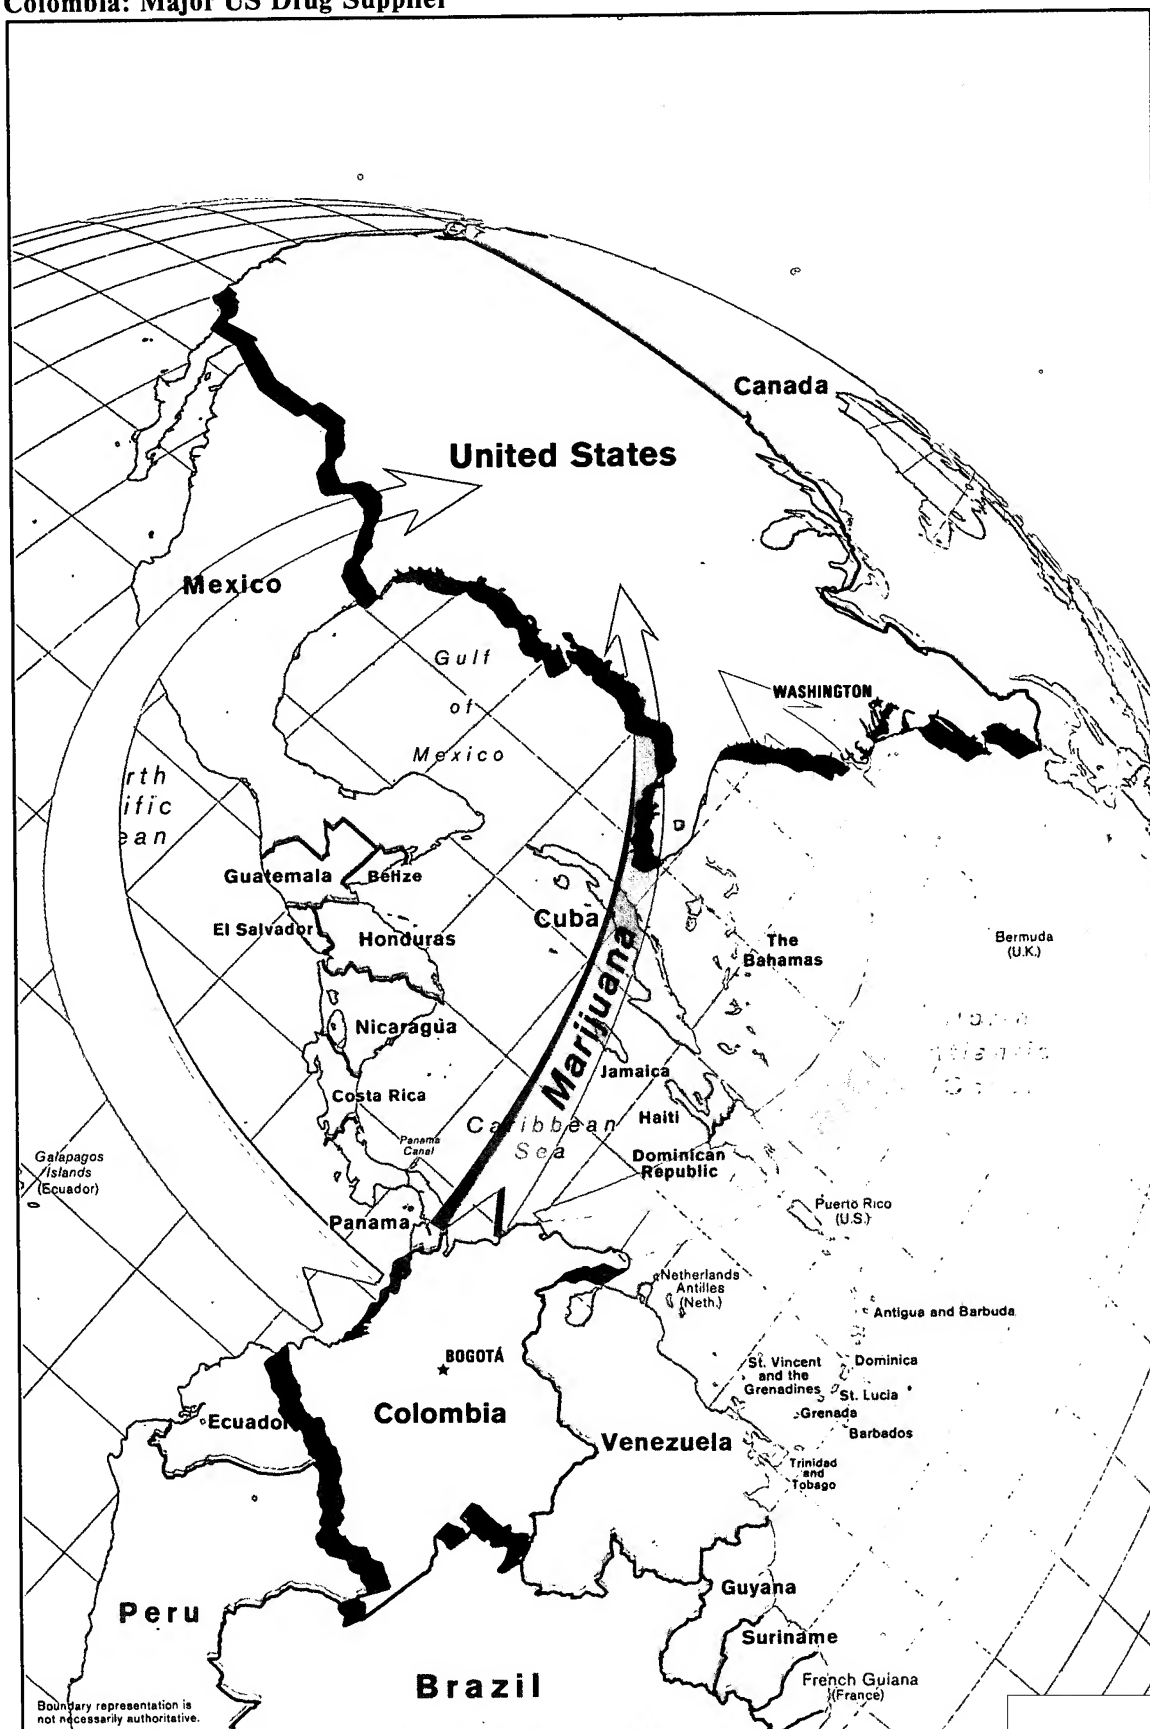 Colombia: Major US Drug Supplier
Canada
United States
Mexico
Gulf
of
Mexico
WASHINGTON
rth
ific
ean
Guatemala
Belize
El Salvador
Honduras
Cuba
The
Bahamas
Bermuda
(U.K.)
Marijuana
Nicaragua
Jamaica
Costa Rica
Haiti
Caribbean
Sea
Panama
Canal
Dominican
Republic
Galapagos
Islands
(Ecuador)
Panama
Puerto Rico
(U.S.)
Netherlands
Antilles
(Neth.)
Antigua and Barbuda
BOGOTÁ
St. Vincent
and the
Grenadines
Dominica
St. Lucia
Grenada
Barbados
Ecuador
Colombia
Venezuela
Trinidad
and
Tobago
Guyana
Peru
Suriname
Brazil
French Guiana
(France)
Boundary representation is
not necessarily authoritative.